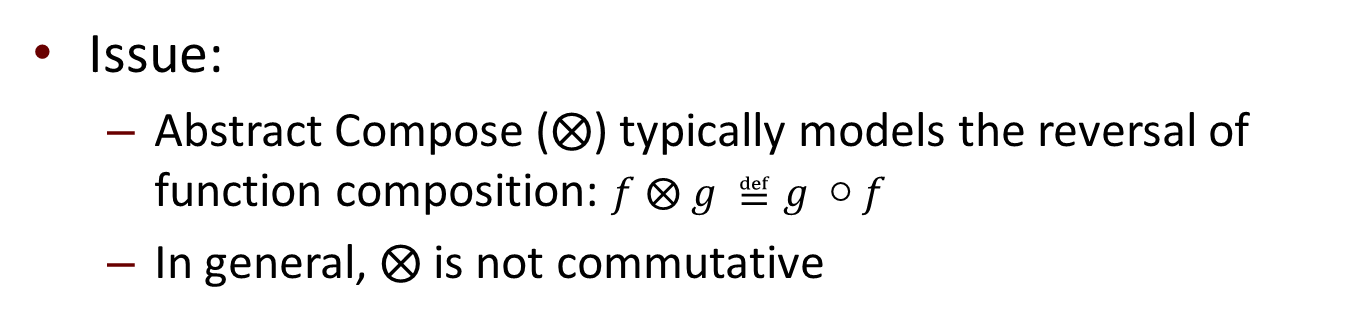 • Issue:
– Abstract Compose (⊗) typically models the reversal of
function composition: f ⊗ g ≝ g ∘ f
– In general, ⊗ is not commutative